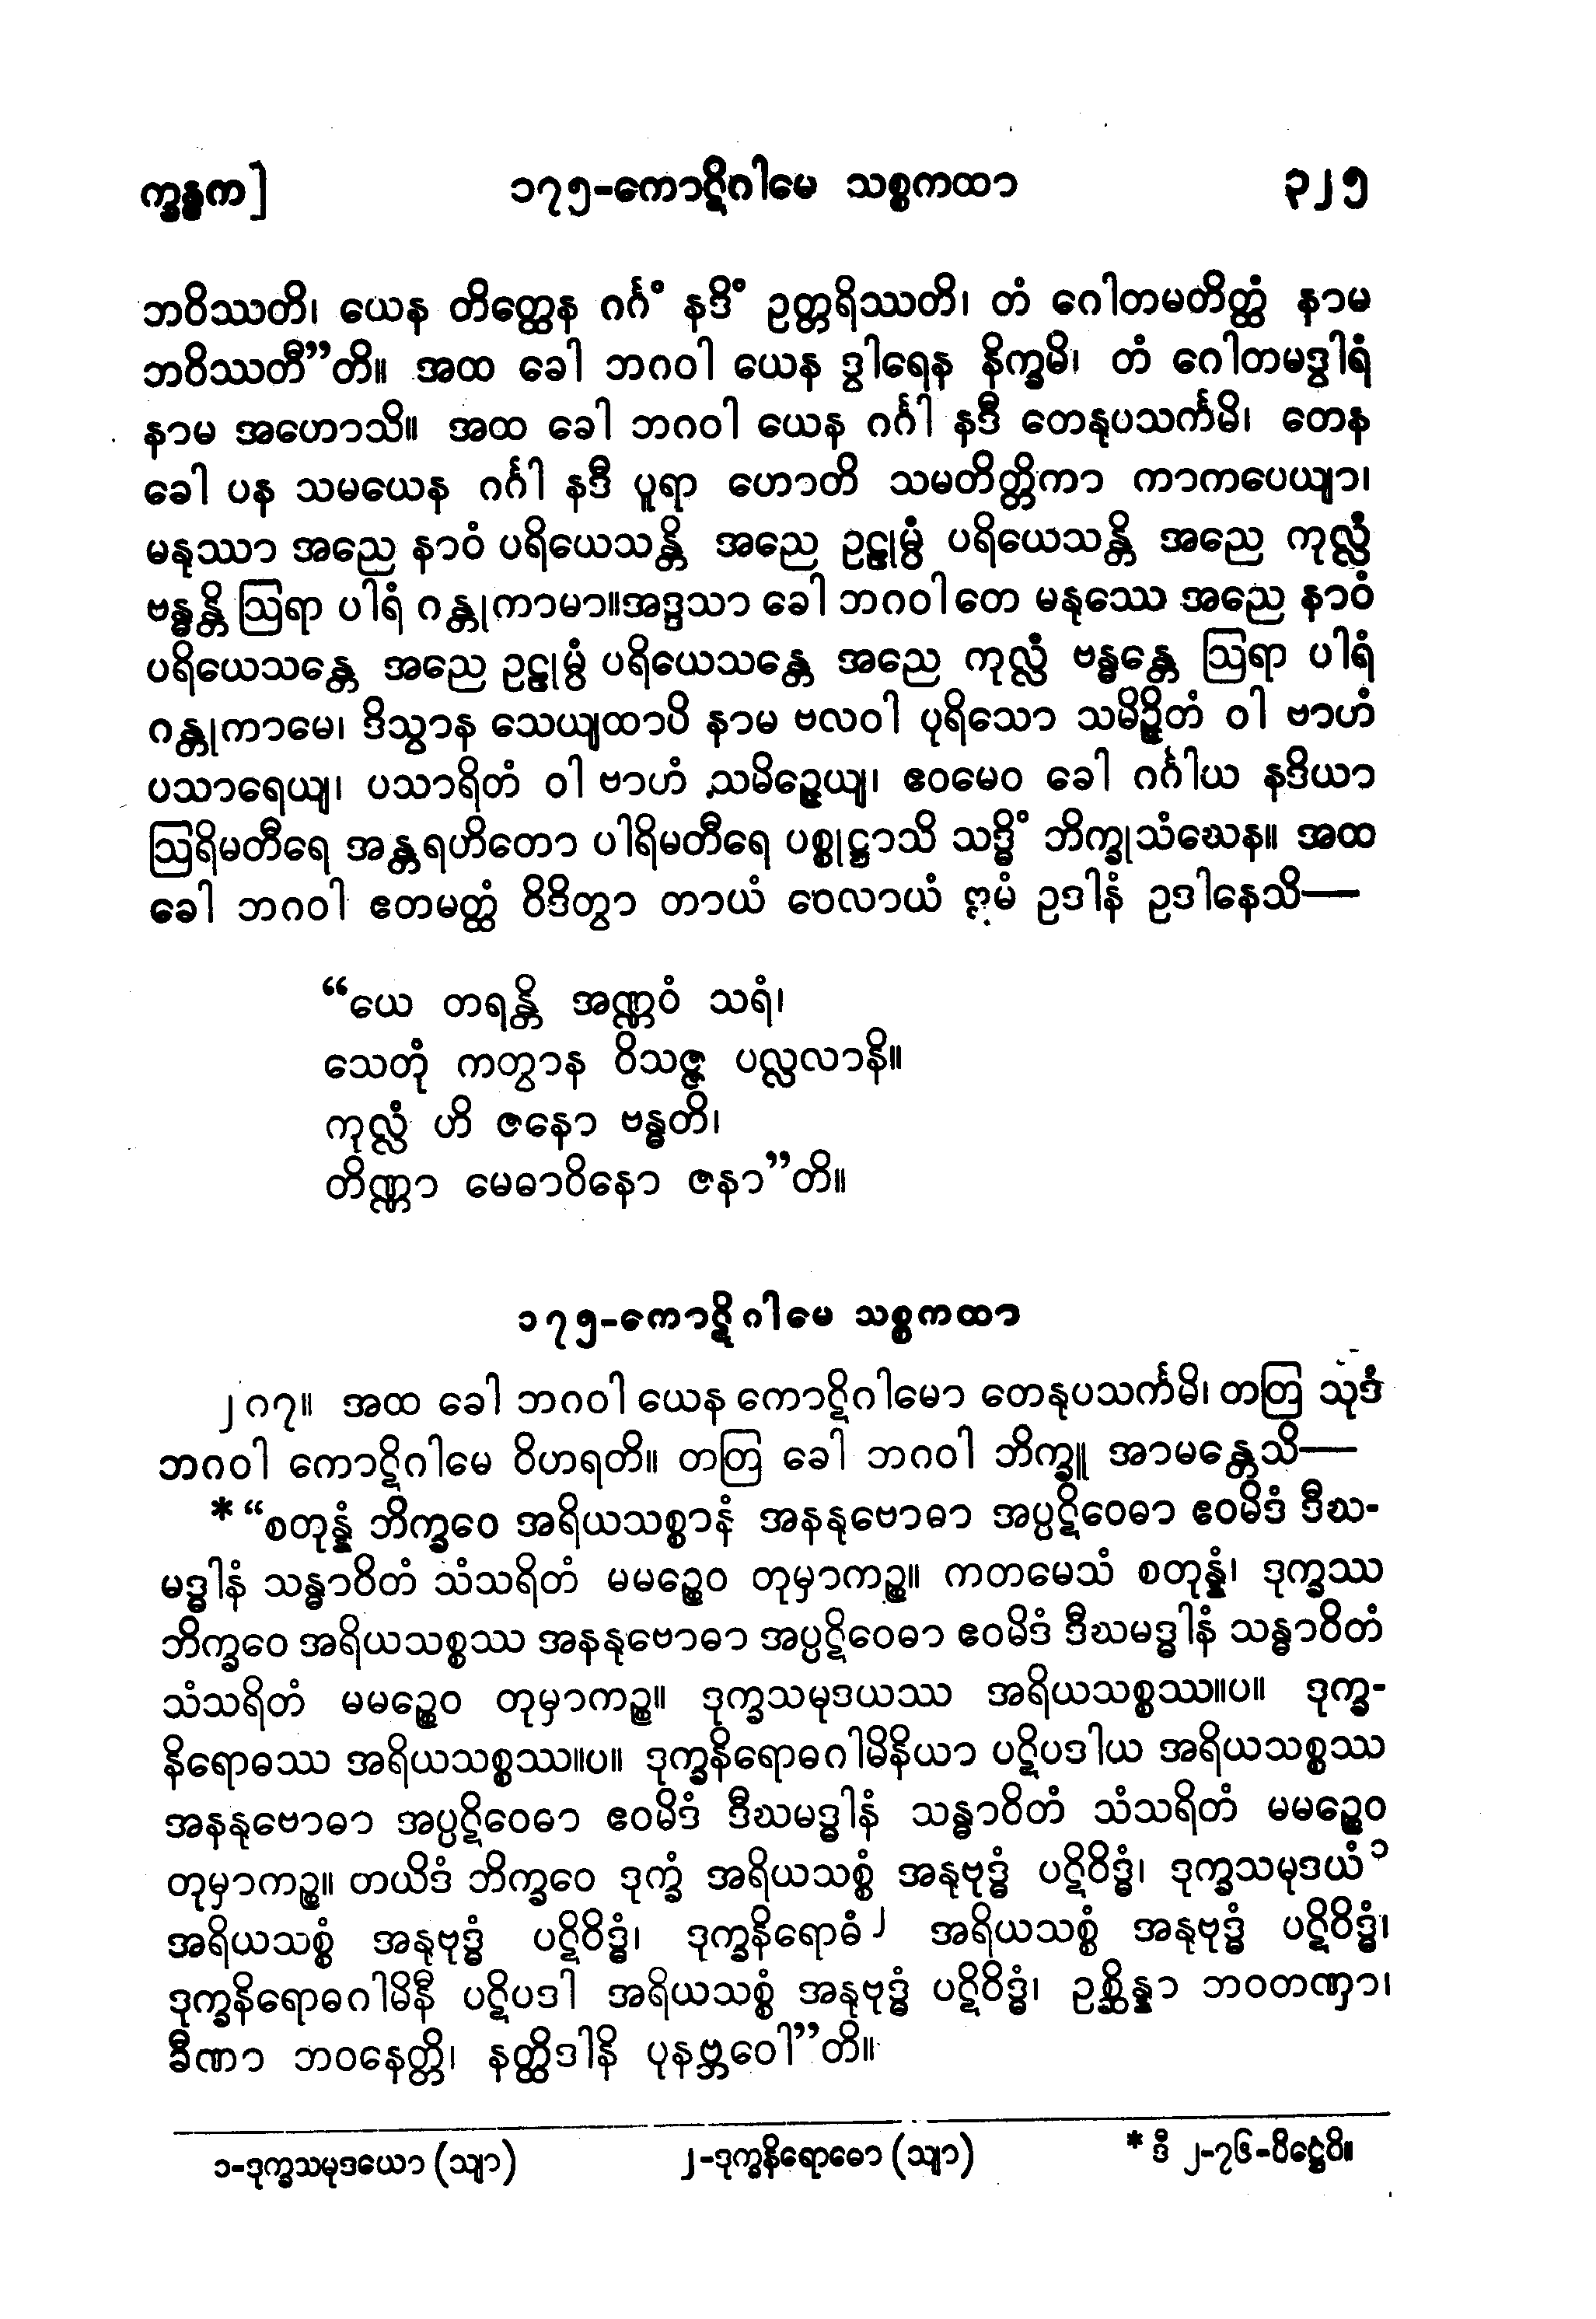 က္ခန္ဓက] ၁၇၅-ကောဋိဂါမေ သစ္စကထာ ၃၂၅
ဘဝိဿတိ၊ ယေန တိတ္ထေန ဂင်္ဂံ နဒိံ ဥတ္တရိဿတိ၊ တံ ဂေါတမတိတ္ထံ နာမ
ဘဝိဿတီ”တိ။ အထ ခေါ ဘဂဝါ ယေန ဒွါရေန နိက္ခမိ၊ တံ ဂေါတမဒွါရံ
နာမ အဟောသိ။ အထ ခေါ ဘဂဝါ ယေန ဂင်္ဂါ နဒီ တေနုပသင်္ကမိ၊ တေန
ခေါ ပန သမယေန ဂင်္ဂါ နဒီ ပူရာ ဟောတိ သမတိတ္တိကာ ကာကပေယျာ၊
မနုဿာ အညေ နာဝံ ပရိယေသန္တိ အညေ ဥဠုမ္ပံ ပရိယေသန္တိ အညေ ကုလ္လံ
ဗန္ဓန္တိ ဩရာ ပါရံ ဂန္တုကာမာ။အဒ္ဒသာ ခေါ ဘဂဝါ တေ မနုဿေ အညေ နာဝံ
ပရိယေသန္တေ အညေ ဥဠုမ္ပံ ပရိယေသန္တေ အညေ ကုလ္လံ ဗန္ဓန္တေ ဩရာ ပါရံ
ဂန္တုကာမေ၊ ဒိသွာန သေယျထာပိ နာမ ဗလဝါ ပုရိသော သမိဉ္ဇိတံ ဝါ ဗာဟံ
ပသာရေယျ၊ ပသာရိတံ ဝါ ဗာဟံ သမိဉ္ဇေယျ၊ ဧဝမေဝ ခေါ ဂင်္ဂါယ နဒိယာ
ဩရိမတီရေ အန္တရဟိတော ပါရိမတီရေ ပစ္စုဋ္ဌာသိ သဒ္ဓိံ ဘိက္ခုသံဃေန။ အထ
ခေါ ဘဂဝါ ဧတမတ္ထံ ဝိဒိတွာ တာယံ ဝေလာယံ ဣမံ ဥဒါနံ ဥဒါနေသိ—
“ယေ တရန္တိ အဏ္ဏဝံ သရံ၊
သေတုံ ကတွာန ဝိသဇ္ဇ ပလ္လလာနိ။
ကုလ္လံ ဟိ ဇနော ဗန္ဓတိ၊
တိဏ္ဏာ မေဓာဝိနော ဇနာ”တိ။
၁၇၅-ကောဋိဂါမေ သစ္စကထာ
၂၈၇။ အထ ခေါ ဘဂဝါ ယေန ကောဋိဂါမော တေနုပသင်္ကမိ၊ တတြ သုဒံ
ဘဂဝါ ကောဋိဂါမေ ဝိဟရတိ။ တတြ ခေါ ဘဂဝါ ဘိက္ခူ အာမန္တေသိ—
* “စတုန္နံ ဘိက္ခဝေ အရိယသစ္စာနံ အနနုဗောဓာ အပ္ပဋိဝေဓာ ဧဝမိဒံ ဒီဃ-
မဒ္ဓါနံ သန္ဓာဝိတံ သံသရိတံ မမဉ္စေဝ တုမှာကဉ္စ။ ကတမေသံ စတုန္နံ၊ ဒုက္ခဿ
ဘိက္ခဝေ အရိယသစ္စဿ အနနုဗောဓာ အပ္ပဋိဝေဓာ ဧဝမိဒံ ဒီဃမဒ္ဓါနံ သန္ဓာဝိတံ
သံသရိတံ မမဉ္စေဝ တုမှာကဉ္စ။ ဒုက္ခသမုဒယဿ အရိယသစ္စဿ။ပ။ ဒုက္ခ-
နိရောဓဿ အရိယသစ္စဿ။ပ။ ဒုက္ခနိရောဓဂါမိနိယာ ပဋိပဒါယ အရိယသစ္စဿ
အနနုဗောဓာ အပ္ပဋိဝေဓာ ဧဝမိဒံ ဒီဃမဒ္ဓါနံ သန္ဓာဝိတံ သံသရိတံ မမဉ္စေဝ
တုမှာကဉ္စ။ တယိဒံ ဘိက္ခဝေ ဒုက္ခံ အရိယသစ္စံ အနုဗုဒ္ဓံ ပဋိဝိဒ္ဓံ၊ ဒုက္ခသမုဒယံ၁
အရိယသစ္စံ အနုဗုဒ္ဓံ ပဋိဝိဒ္ဓံ၊ ဒုက္ခနိရောဓံ၂ အရိယသစ္စံ အနုဗုဒ္ဓံ ပဋိဝိဒ္ဓံ၊
ဒုက္ခနိရောဓဂါမိနီ ပဋိပဒါ အရိယသစ္စံ အနုဗုဒ္ဓံ ပဋိဝိဒ္ဓံ၊ ဥစ္ဆိန္နာ ဘဝတဏှာ၊
ခီဏာ ဘဝနေတ္တိ၊ နတ္ထိဒါနိ ပုနဗ္ဘဝေါ”တိ။
၁-ဒုက္ခသမုဒယော (သျာ) ၂-ဒုက္ခနိရောဓော (သျာ) * ဒီ ၂-၇၆-ပိဋ္ဌေပိ။